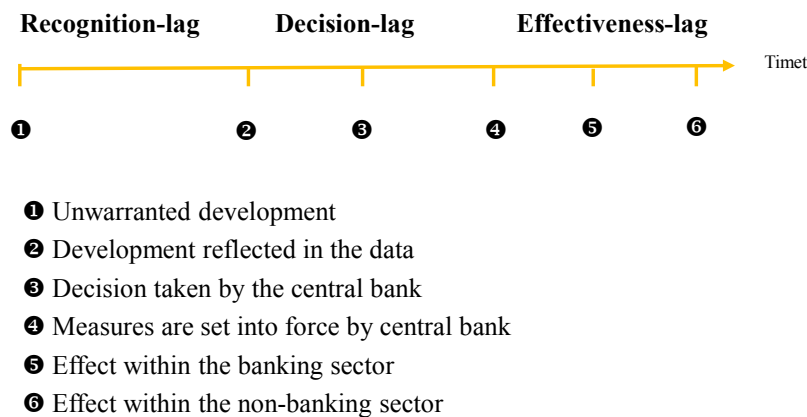 Recognition-lag Decision-lag Effectiveness-lag
Timet
❶ ❷ ❸ ❹ ❺ ❻
❶ Unwarranted development
❷ Development reflected in the data
❸ Decision taken by the central bank
❹ Measures are set into force by central bank
❺ Effect within the banking sector
❻ Effect within the non-banking sector